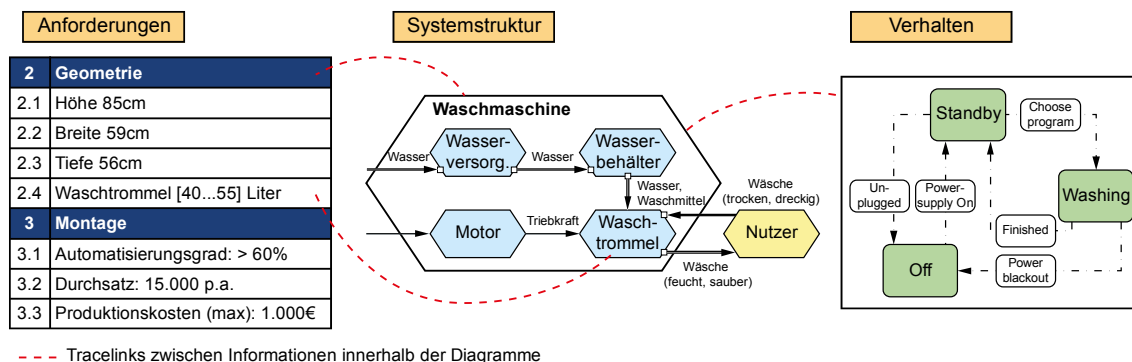 Anforderungen
Systemstruktur
Verhalten
2 Geometrie
2.1 Höhe 85cm
2.2 Breite 59cm
2.3 Tiefe 56cm
2.4 Waschtrommel [40...55] Liter
3 Montage
3.1 Automatisierungsgrad: > 60%
3.2 Durchsatz: 15.000 p.a.
3.3 Produktionskosten (max): 1.000€
Waschmaschine
Wasser
Wasser-
versorg.
Wasser
Wasser-
behälter
Wasser,
Waschmittel
Motor
Triebkraft
Wasch-
trommel
Wäsche
(trocken, dreckig)
Nutzer
Wäsche
(feucht, sauber)
Standby
Choose
program
Washing
Un-
plugged
Power-
supply On
Finished
Off
Power
blackout
Tracelinks zwischen Informationen innerhalb der Diagramme